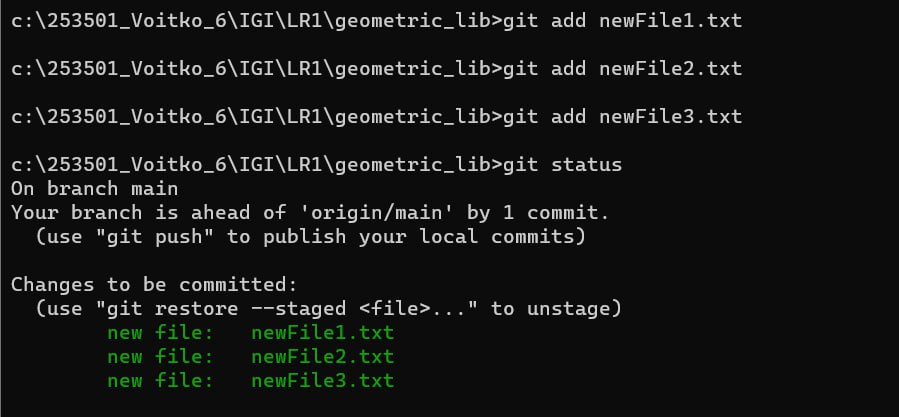 c:\253501_Voitko_6\IGI\LR1\geometric_lib>git add newFile1.txt
c:\253501_Voitko_6\IGI\LR1\geometric_lib>git add newFile2.txt
c:\253501_Voitko_6\IGI\LR1\geometric_lib>git add newFile3.txt
c:\253501_Voitko_6\IGI\LR1\geometric_lib>git status
On branch main
Your branch is ahead of 'origin/main' by 1 commit.
  (use "git push" to publish your local commits)
Changes to be committed:
  (use "git restore --staged <file>..." to unstage)
        new file:   newFile1.txt
        new file:   newFile2.txt
        new file:   newFile3.txt